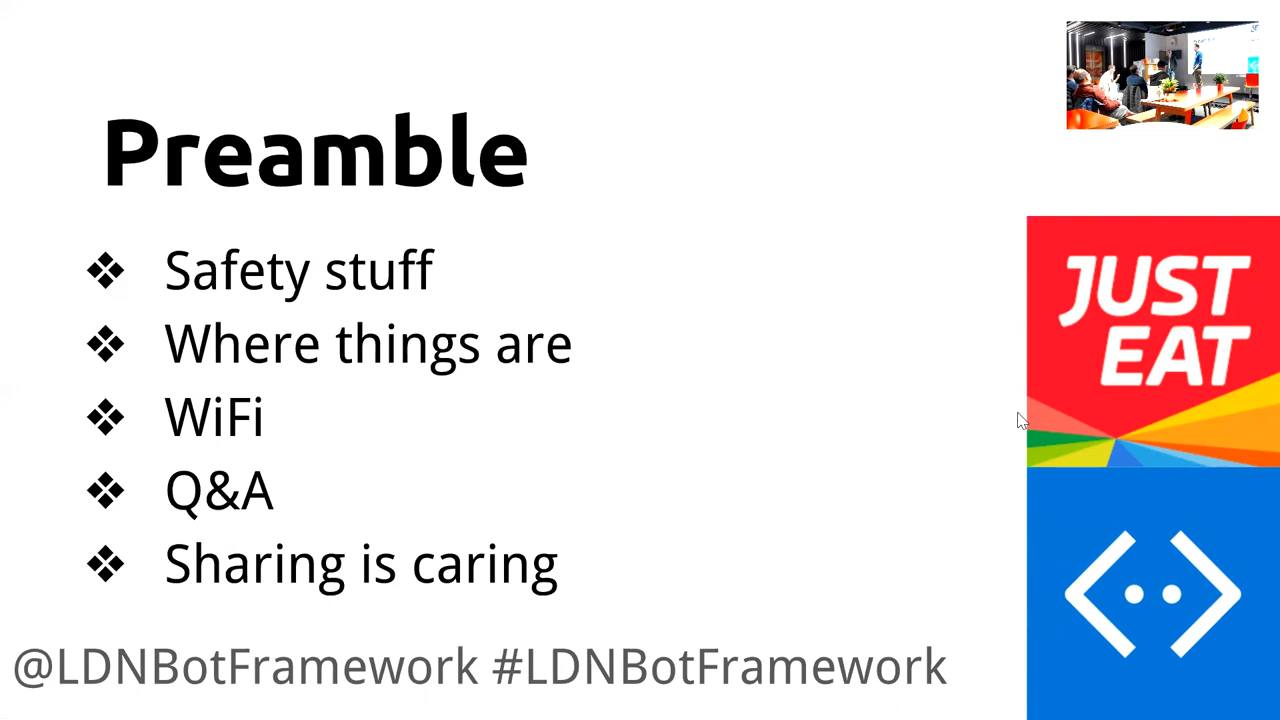 Preamble
Safety stuff
Where things are
WiFi
Q&A
Sharing is caring
@LDNBotFramework #LDNBotFramework
JUST
EAT